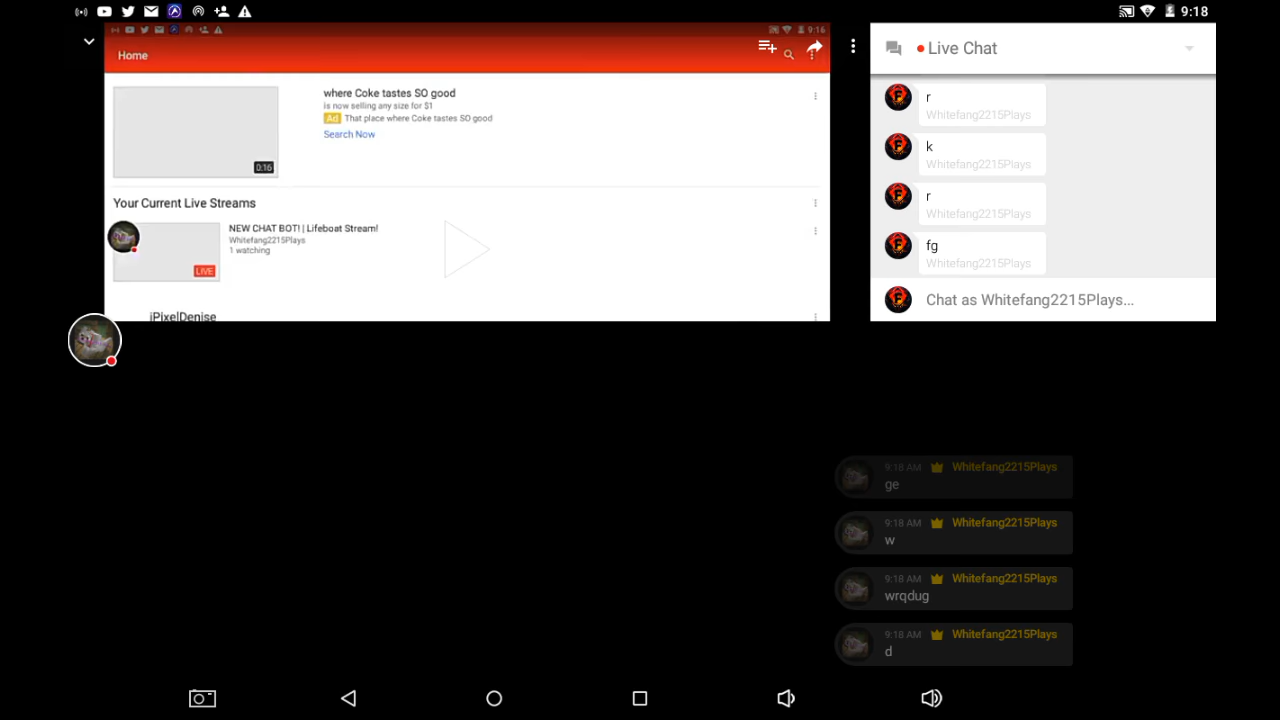 9:18
9:16
Home
where Coke tastes SO good
is now selling any size for $1
Ad That place where Coke tastes SO good
Search Now
0:16
Your Current Live Streams
NEW CHAT BOT! | Lifeboat Stream!
Whitefang2215Plays
1 watching
LIVE
iPixelDenise
Live Chat
r
Whitefang2215Plays
k
Whitefang2215Plays
r
Whitefang2215Plays
fg
Whitefang2215Plays
Chat as Whitefang2215Plays...
9:18 AM Whitefang2215Plays
ge
9:18 AM Whitefang2215Plays
w
9:18 AM Whitefang2215Plays
wrqdug
9:18 AM Whitefang2215Plays
d